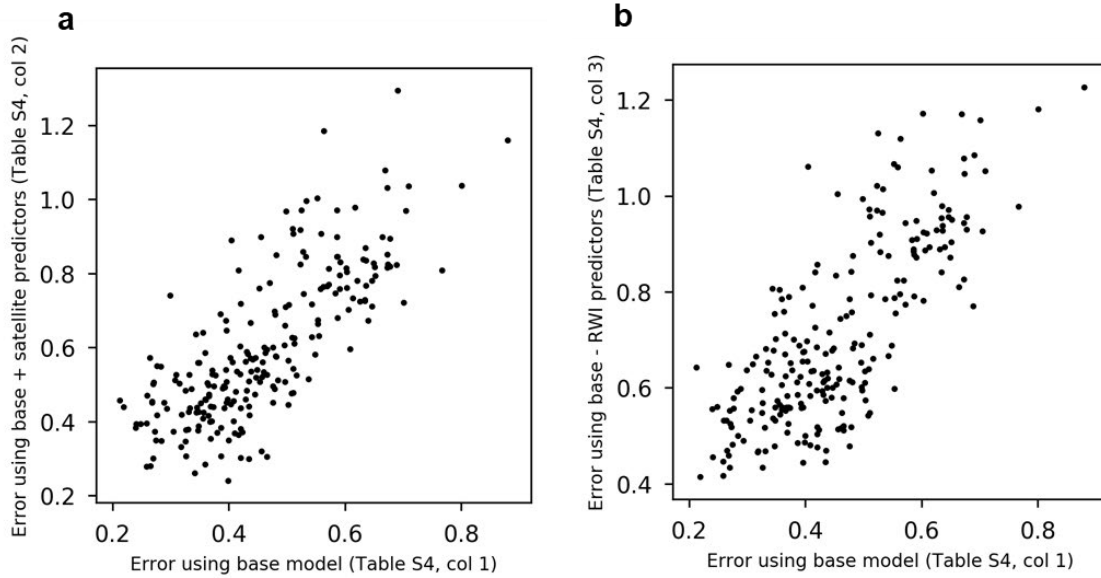 a
Error using base + satellite predictors (Table S4, col 2)
1.2
1.0
0.8
0.6
0.4
0.2
0.2 0.4 0.6 0.8
Error using base model (Table S4, col 1)
b
Error using base - RWI predictors (Table S4, col 3)
1.2
1.0
0.8
0.6
0.4
0.2 0.4 0.6 0.8
Error using base model (Table S4, col 1)